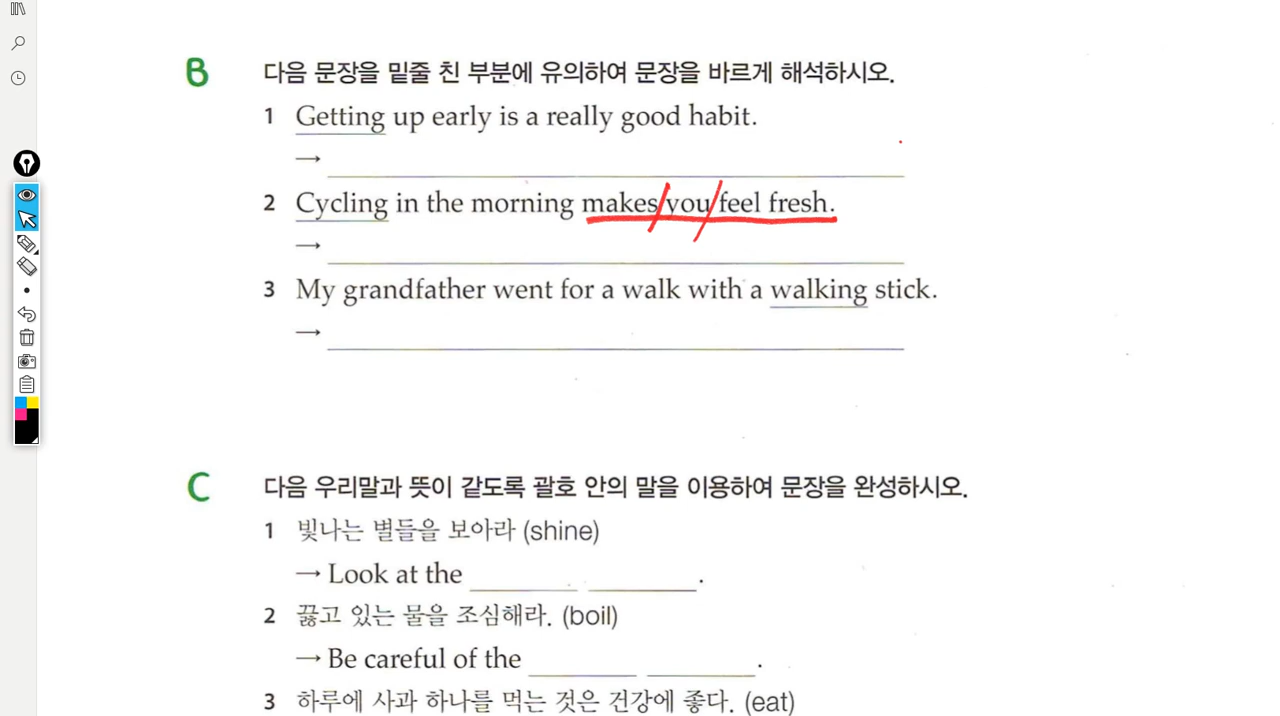 B 다음 문장을 밑줄 친 부분에 유의하여 문장을 바르게 해석하시오.
1 Getting up early is a really good habit.
→
2 Cycling in the morning makes/you/feel fresh.
→
3 My grandfather went for a walk with a walking stick.
→
C 다음 우리말과 뜻이 같도록 괄호 안의 말을 이용하여 문장을 완성하시오.
1 빛나는 별들을 보아라 (shine)
→ Look at the ________ ________.
2 끓고 있는 물을 조심해라. (boil)
→ Be careful of the ________ ________.
3 하루에 사과 하나를 먹는 것은 건강에 좋다. (eat)